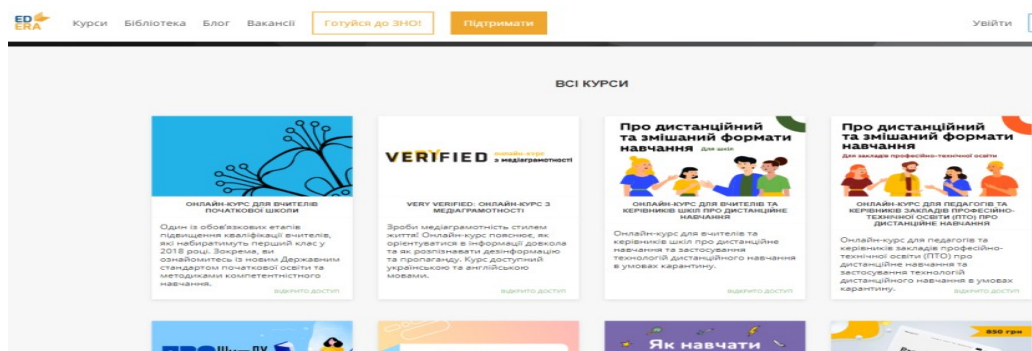 ED
ERA
Курси Бібліотека Блог Вакансії Готуйся до ЗНО! Підтримати Увійти
ВСІ КУРСИ
ОНЛАЙН-КУРС ДЛЯ ВЧИТЕЛІВ
ПОЧАТКОВОЇ ШКОЛИ
Один із обов'язкових етапів
підвищення кваліфікації вчителів,
які набиратимуть перший клас у
2018 році. Зокрема, ви
ознайомитесь із новим Державним
стандартом початкової освіти та
методиками компетентнісного
навчання.
ВІДКРИТО ДОСТУП
VERIFIED онлайн-курс
з медіаграмотності
VERY VERIFIED: ОНЛАЙН-КУРС З
МЕДІАГРАМОТНОСТІ
Зроби медіаграмотність стилем
життя! Онлайн-курс пояснює, як
орієнтуватися в інформації довкола
та як розпізнавати дезінформацію
та пропаганду. Курс доступний
українською та англійською
мовами.
ВІДКРИТО ДОСТУП
Про дистанційний
та змішаний формати
навчання Для шкіл
ОНЛАЙН-КУРС ДЛЯ ВЧИТЕЛІВ ТА
КЕРІВНИКІВ ШКІЛ ПРО ДИСТАНЦІЙНЕ
НАВЧАННЯ
Онлайн-курс для вчителів та
керівників шкіл про дистанційне
навчання та застосування
технологій дистанційного навчання
в умовах карантину.
ВІДКРИТО ДОСТУП
Про дистанційний
та змішаний формати
навчання
Для закладів професійно-технічної освіти
ОНЛАЙН-КУРС ДЛЯ ПЕДАГОГІВ ТА
КЕРІВНИКІВ ЗАКЛАДІВ ПРОФЕСІЙНО-
ТЕХНІЧНОЇ ОСВІТИ (ПТО) ПРО
ДИСТАНЦІЙНЕ НАВЧАННЯ
Онлайн-курс для педагогів та
керівників закладів професійно-
технічної освіти (ПТО) про
дистанційне навчання та
застосування технологій
дистанційного навчання в умовах
карантину.
ВІДКРИТО ДОСТУП
Як навчати
850 грн